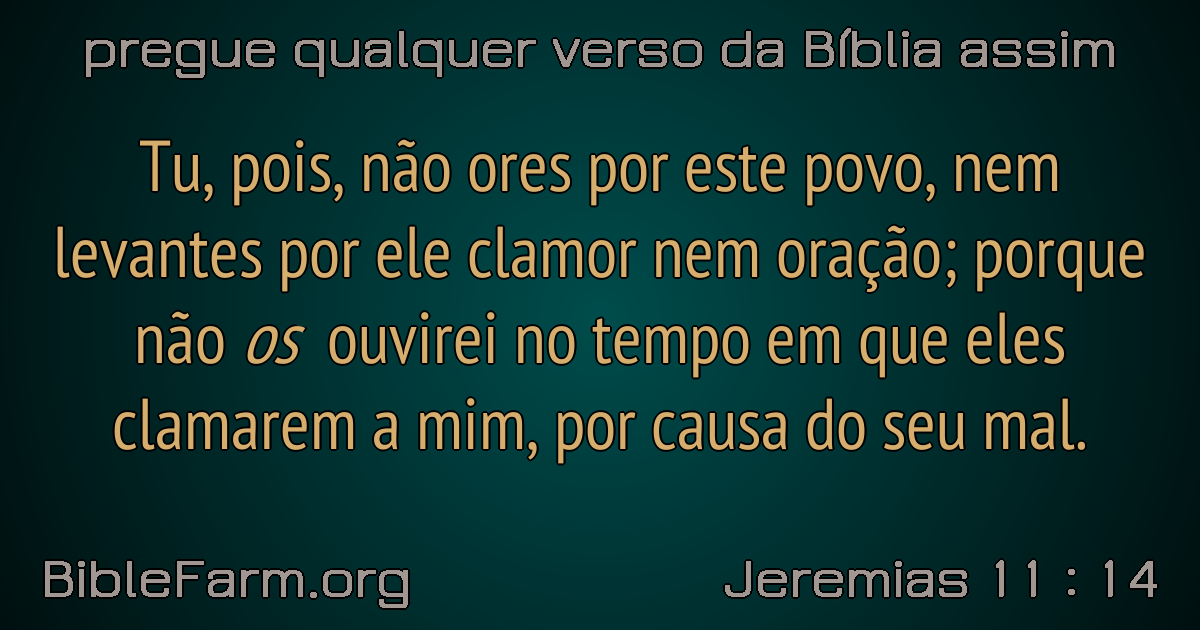 pregue qualquer verso da Bíblia assim
Tu, pois, não ores por este povo, nem
levantes por ele clamor nem oração; porque
não os ouvirei no tempo em que eles
clamarem a mim, por causa do seu mal.
BibleFarm.org
Jeremias 11 : 14